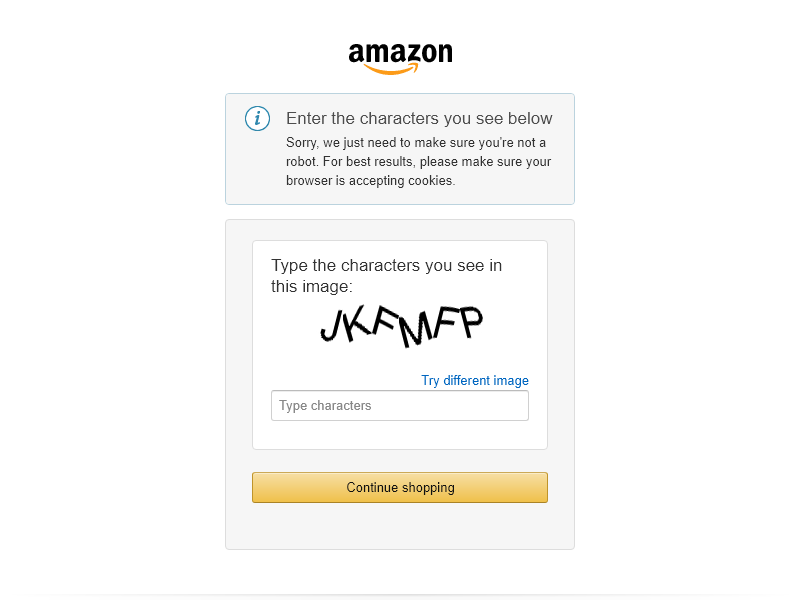 amazon
Enter the characters you see below
Sorry, we just need to make sure you're not a
robot. For best results, please make sure your
browser is accepting cookies.
Type the characters you see in
this image:
JKFMFP
Try different image
Type characters
Continue shopping